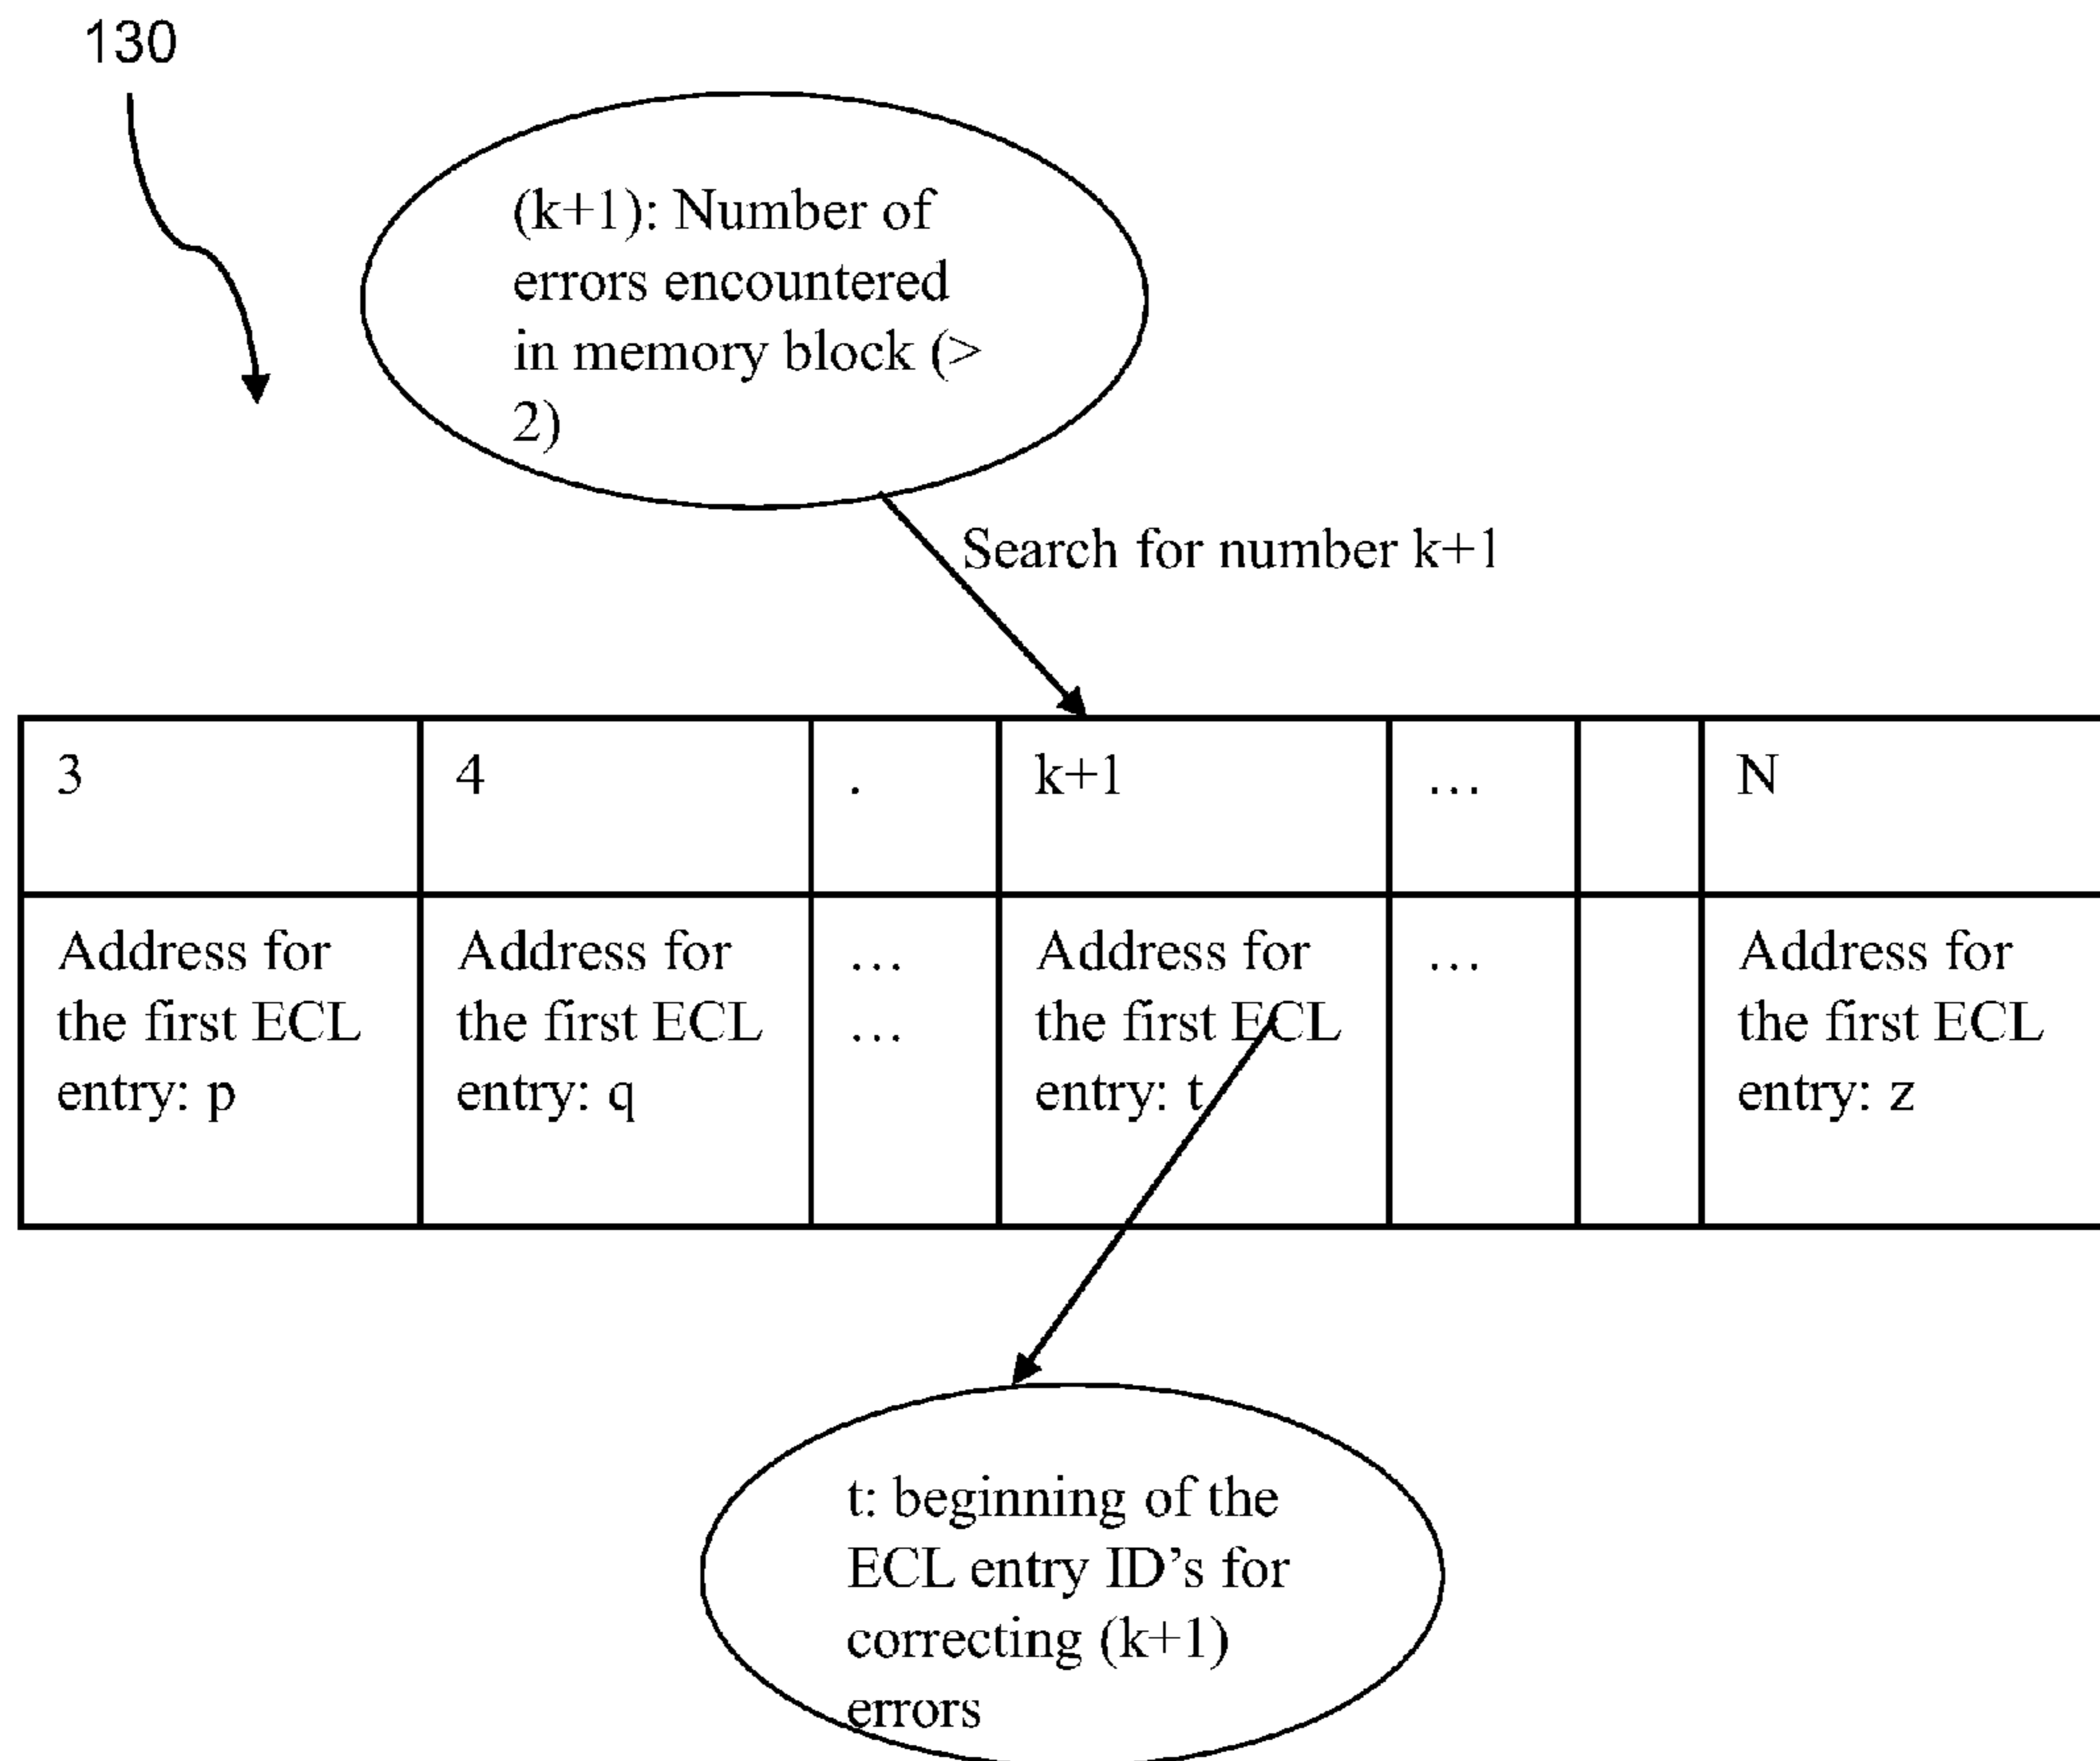 130
(k+1): Number of
errors encountered
in memory block (>
2)
Search for number k+1
3
4
.
k+1
...
N
Address for
the first ECL
entry: p
Address for
the first ECL
entry: q
...
...
Address for
the first ECL
entry: t
...
Address for
the first ECL
entry: z
t: beginning of the
ECL entry ID’s for
correcting (k+1)
errors